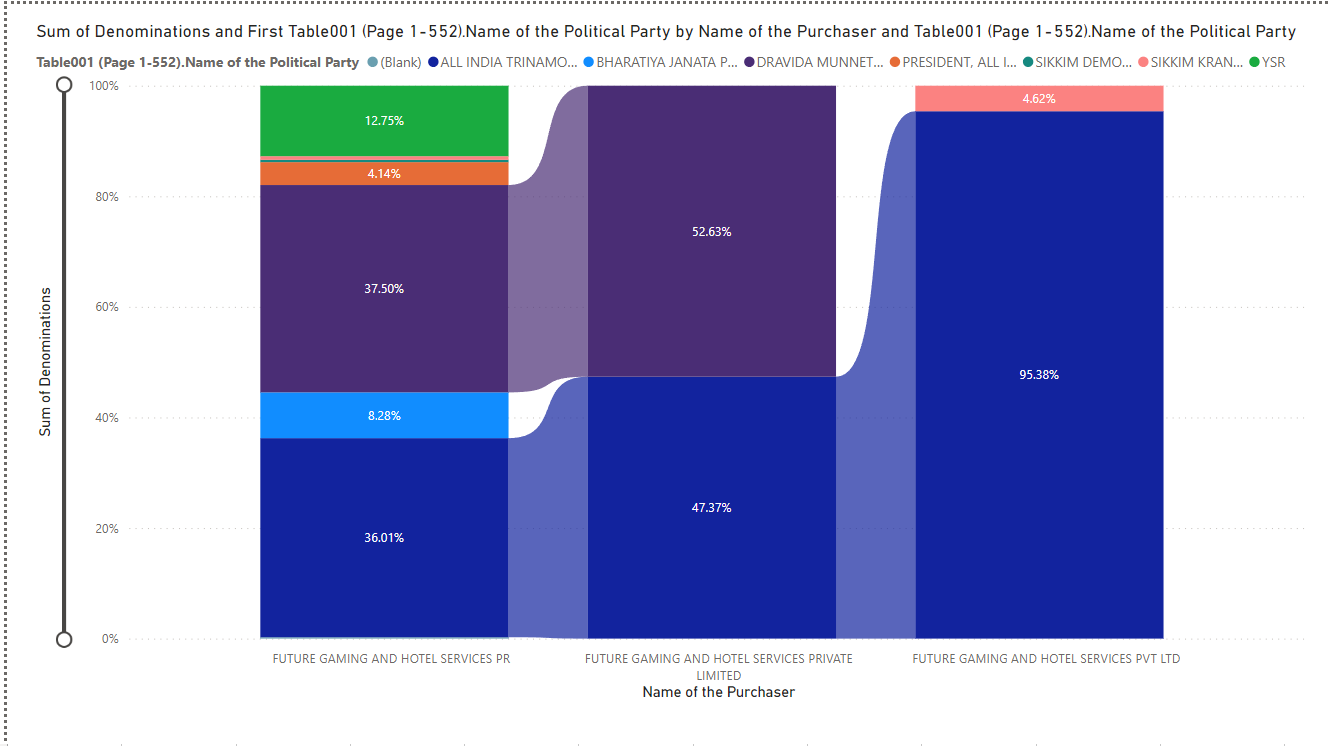 Sum of Denominations and First Table001 (Page 1-552).Name of the Political Party by Name of the Purchaser and Table001 (Page 1-552).Name of the Political Party
Table001 (Page 1-552).Name of the Political Party (Blank) ALL INDIA TRINAMO... BHARATIYA JANATA P... DRAVIDA MUNNET... PRESIDENT, ALL I... SIKKIM DEMO... SIKKIM KRAN... YSR
Sum of Denominations
100%
80%
60%
40%
20%
0%
12.75%
4.14%
37.50%
8.28%
36.01%
52.63%
47.37%
4.62%
95.38%
FUTURE GAMING AND HOTEL SERVICES PR
FUTURE GAMING AND HOTEL SERVICES PRIVATE
LIMITED
FUTURE GAMING AND HOTEL SERVICES PVT LTD
Name of the Purchaser